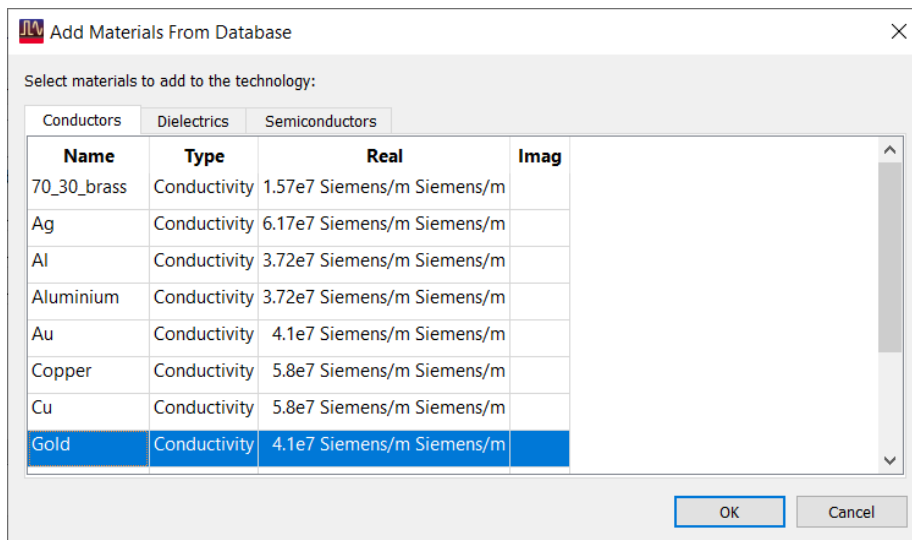 Add Materials From Database
Select materials to add to the technology:
Conductors Dielectrics Semiconductors
Name Type Real Imag
70_30_brass Conductivity 1.57e7 Siemens/m Siemens/m
Ag Conductivity 6.17e7 Siemens/m Siemens/m
Al Conductivity 3.72e7 Siemens/m Siemens/m
Aluminium Conductivity 3.72e7 Siemens/m Siemens/m
Au Conductivity 4.1e7 Siemens/m Siemens/m
Copper Conductivity 5.8e7 Siemens/m Siemens/m
Cu Conductivity 5.8e7 Siemens/m Siemens/m
Gold Conductivity 4.1e7 Siemens/m Siemens/m
OK Cancel